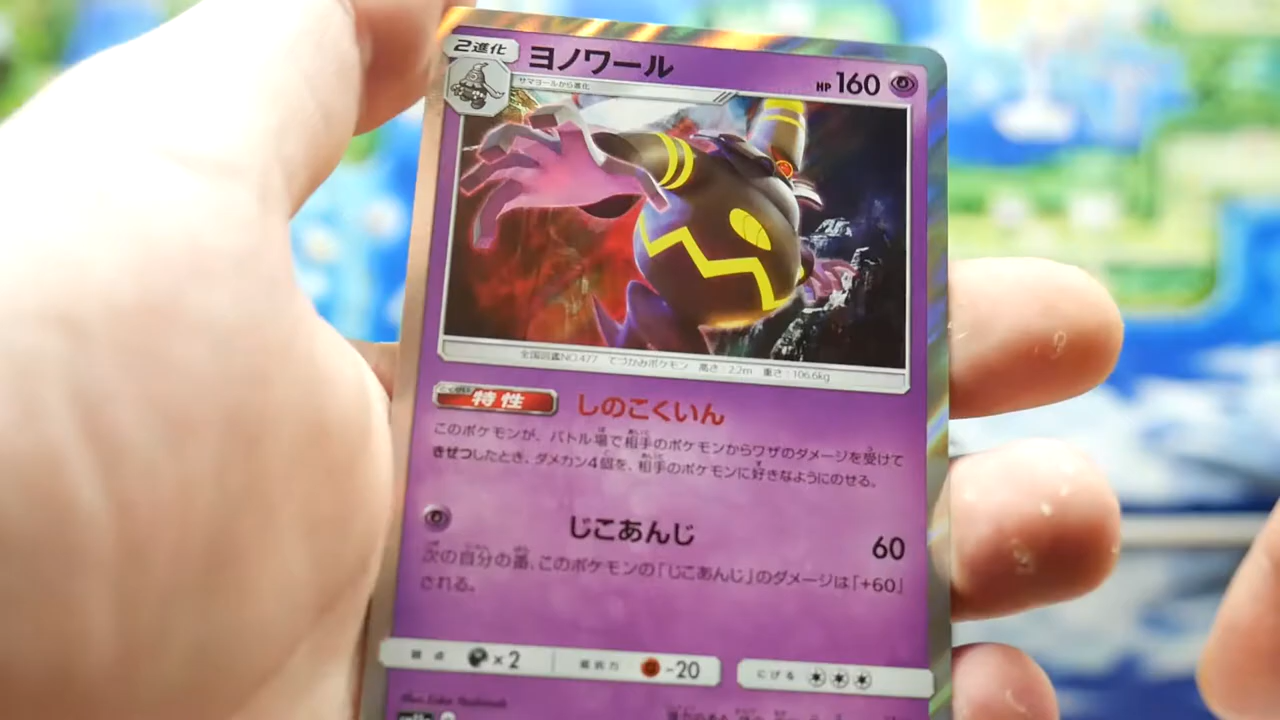 2進化 ヨノワール HP 160
サマヨールから進化
全国図鑑NO.477 てづかみポケモン 高さ:2.2m 重さ:106.6kg
特性 しのこくいん
このポケモンが、バトル場で相手のポケモンからワザのダメージを受けて
きぜつしたとき、ダメカン4個を、相手のポケモンに好きなようにのせる。
じこあんじ 60
次の自分の番、このポケモンの「じこあんじ」のダメージは「+60」
される。
弱点 ×2 抵抗力 -20 にげる